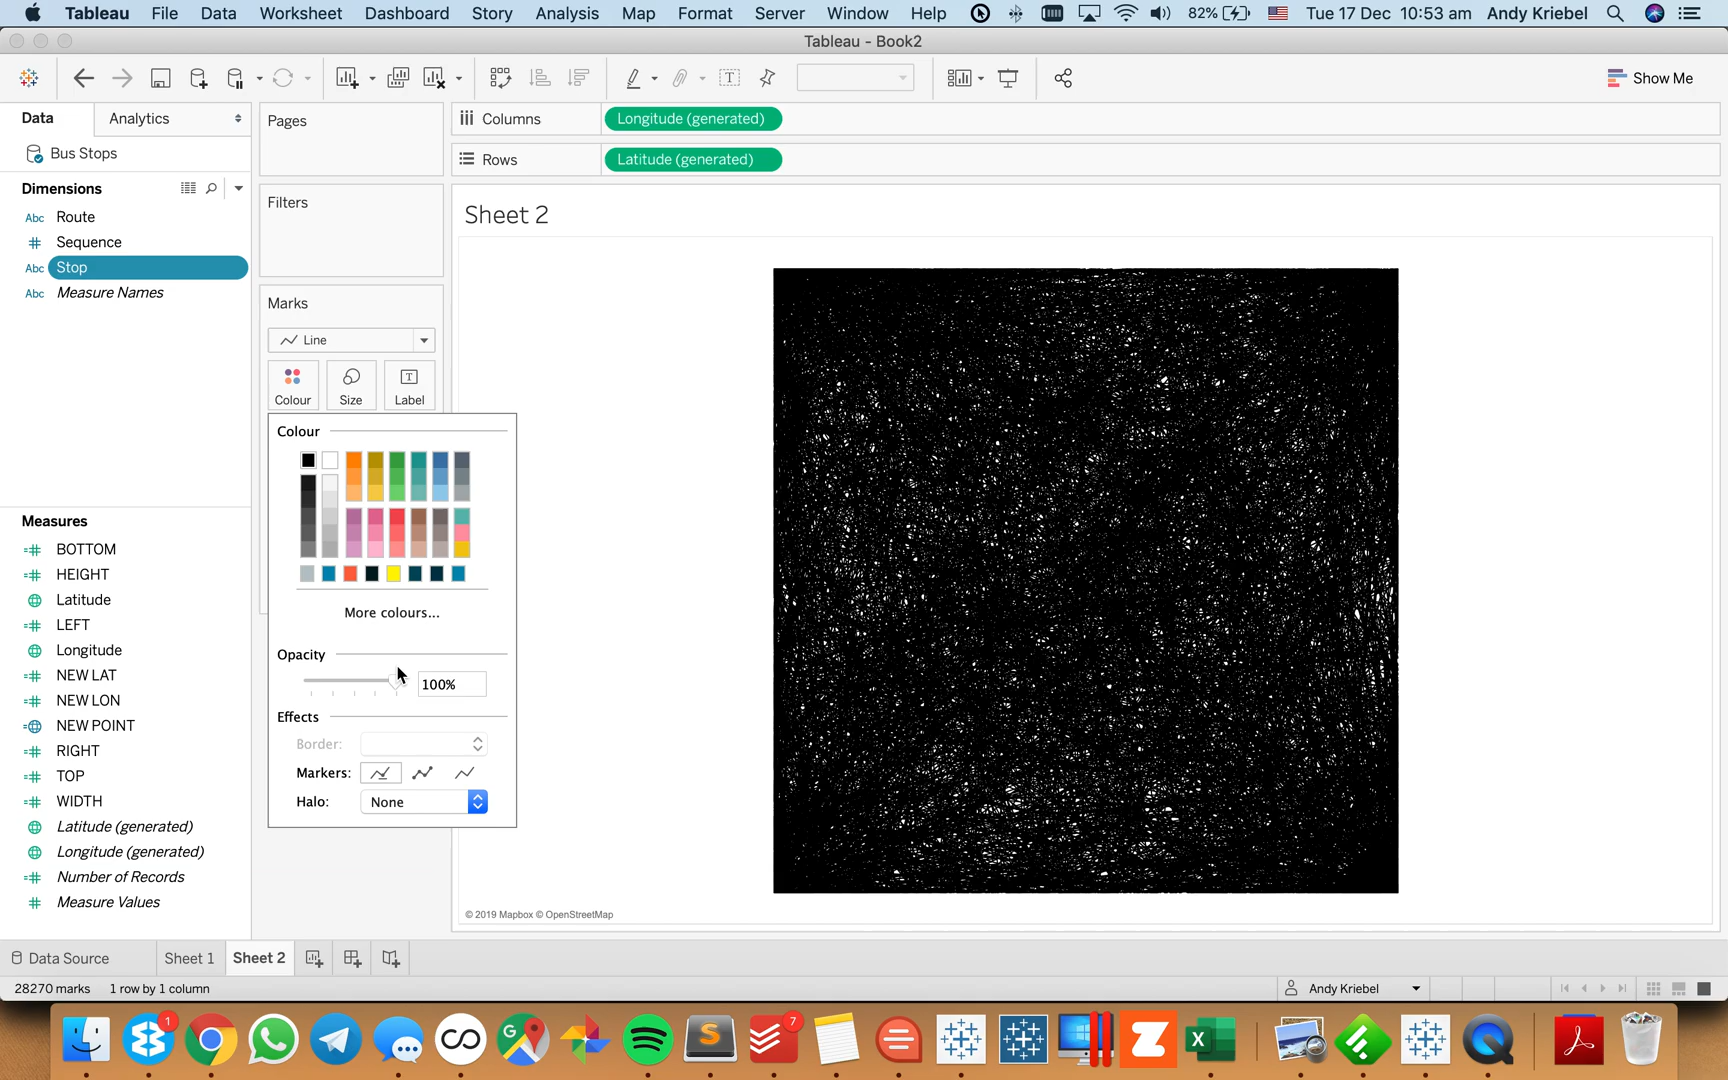 Tableau File Data Worksheet Dashboard Story Analysis Map Format Server Window Help 82% Tue 17 Dec 10:53 am Andy Kriebel
Tableau - Book2
Show Me
Data Analytics
Bus Stops
Dimensions
Abc Route
Sequence
Abc Stop
Abc Measure Names
Measures
BOTTOM
HEIGHT
Latitude
LEFT
Longitude
NEW LAT
NEW LON
NEW POINT
RIGHT
TOP
WIDTH
Latitude (generated)
Longitude (generated)
Number of Records
Measure Values
Pages
Filters
Marks
Line
Colour Size Label
Colour
More colours...
Opacity
100%
Effects
Border:
Markers:
Halo: None
Columns Longitude (generated)
Rows Latitude (generated)
Sheet 2
© 2019 Mapbox © OpenStreetMap
Data Source Sheet 1 Sheet 2
28270 marks 1 row by 1 column Andy Kriebel
1
7